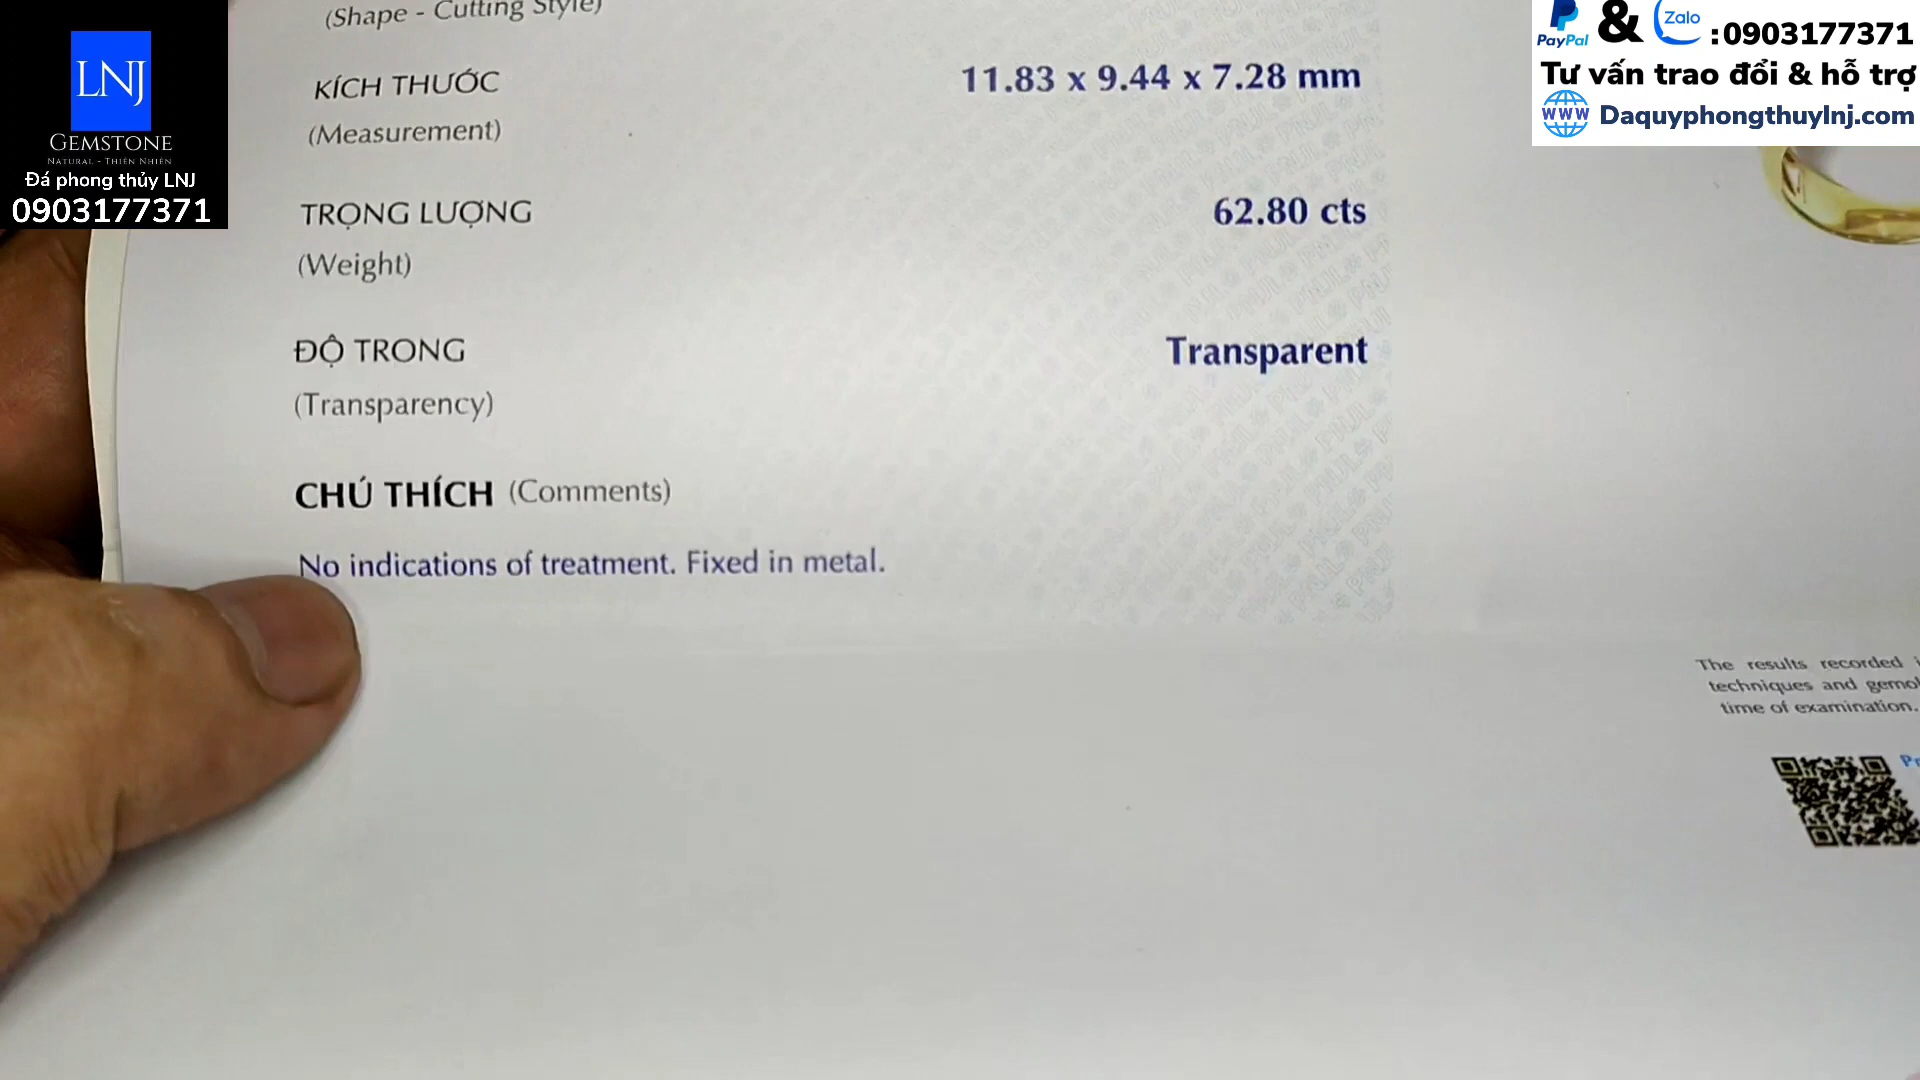 (Shape - Cutting Style)
KÍCH THƯỚC
11.83 x 9.44 x 7.28 mm
(Measurement)
TRỌNG LƯỢNG
62.80 cts
(Weight)
ĐỘ TRONG
Transparent
(Transparency)
CHÚ THÍCH (Comments)
No indications of treatment. Fixed in metal.
The results recorded
techniques and
time of examination.
LNJ
GEMSTONE
NATURAL - THIÊN NHIÊN
Đá phong thủy LNJ
0903177371
PayPal & Zalo :0903177371
Tư vấn trao đổi & hỗ trợ
WWW Daquyphongthuylnj.com